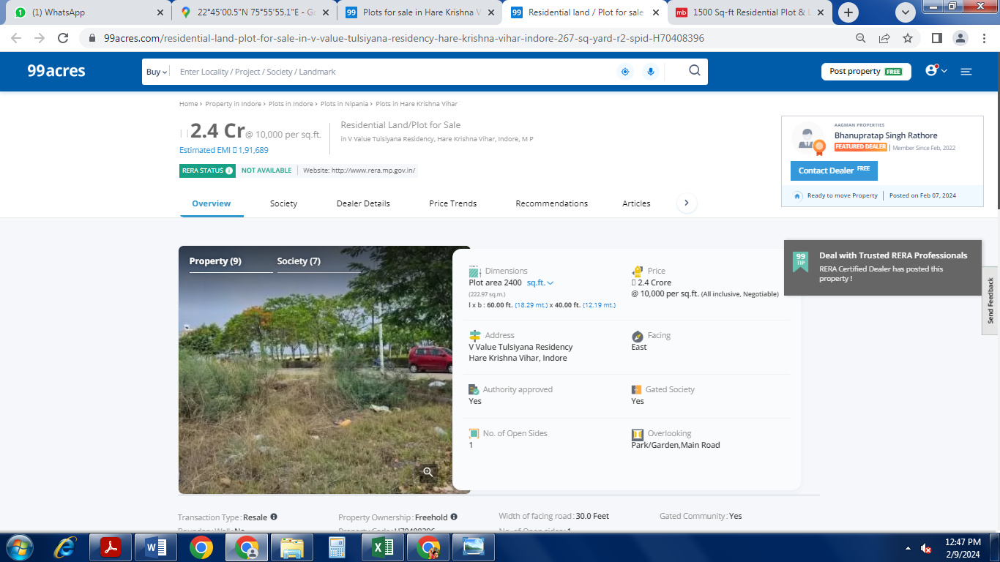 (1) WhatsApp
22°45'00.5"N 75°55'55.1"E - Go
Plots for sale in Hare Krishna V
Residential land / Plot for sale
1500 Sq-ft Residential Plot & L
99acres.com/residential-land-plot-for-sale-in-v-value-tulsiyana-residency-hare-krishna-vihar-indore-267-sq-yard-r2-spid-H70408396
99acres
Buy
Enter Locality / Project / Society / Landmark
Post property FREE
Home > Property in Indore > Plots in Indore > Plots in Nipania > Plots in Hare Krishna Vihar
2.4 Cr @ 10,000 per sq.ft.
Estimated EMI 1,91,689
Residential Land/Plot for Sale
in V Value Tulsiyana Residency, Hare Krishna Vihar, Indore, M P
RERA STATUS NOT AVAILABLE Website: http://www.rera.mp.gov.in/
AAGMAN PROPERTIES
Bhanupratap Singh Rathore
FEATURED DEALER | Member Since Feb, 2022
Contact Dealer FREE
Ready to move Property | Posted on Feb 07, 2024
Overview Society Dealer Details Price Trends Recommendations Articles
Property (9) Society (7)
Dimensions
Plot area 2400 sq.ft.
(222.97 sq.m.)
l x b : 60.00 ft. (18.29 mt.) x 40.00 ft. (12.19 mt.)
Price
2.4 Crore
@ 10,000 per sq.ft. (All inclusive, Negotiable)
Address
V Value Tulsiyana Residency
Hare Krishna Vihar, Indore
Facing
East
Authority approved
Yes
Gated Society
Yes
No. of Open Sides
1
Overlooking
Park/Garden,Main Road
99 TIP
Deal with Trusted RERA Professionals
RERA Certified Dealer has posted this
property !
Send Feedback
Transaction Type : Resale Property Ownership : Freehold Width of facing road : 30.0 Feet Gated Community : Yes
Boundary Wall : No Property Code : H70408396 No. of Open sides : 1
12:47 PM
2/9/2024